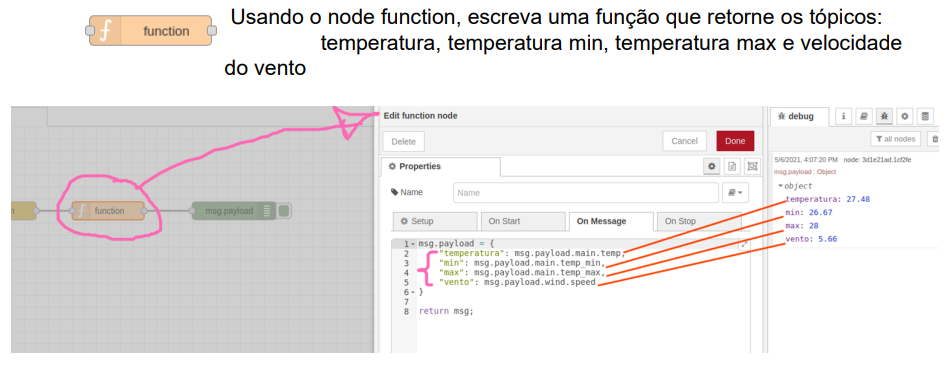 function
Usando o node function, escreva uma função que retorne os tópicos:
temperatura, temperatura min, temperatura max e velocidade
do vento
function
msg.payload
Edit function node
Delete
Cancel
Done
Properties
Name
Name
Setup
On Start
On Message
On Stop
1 msg.payload = {
2 "temperatura": msg.payload.main.temp,
3 "min": msg.payload.main.temp_min,
4 "max": msg.payload.main.temp_max,
5 "vento": msg.payload.wind.speed
6 }
7
8 return msg;
debug
i
all nodes
5/6/2021, 4:07:20 PM node: 3d1e21ad.1cf2fe
msg.payload : Object
object
temperatura: 27.48
min: 26.67
max: 28
vento: 5.66